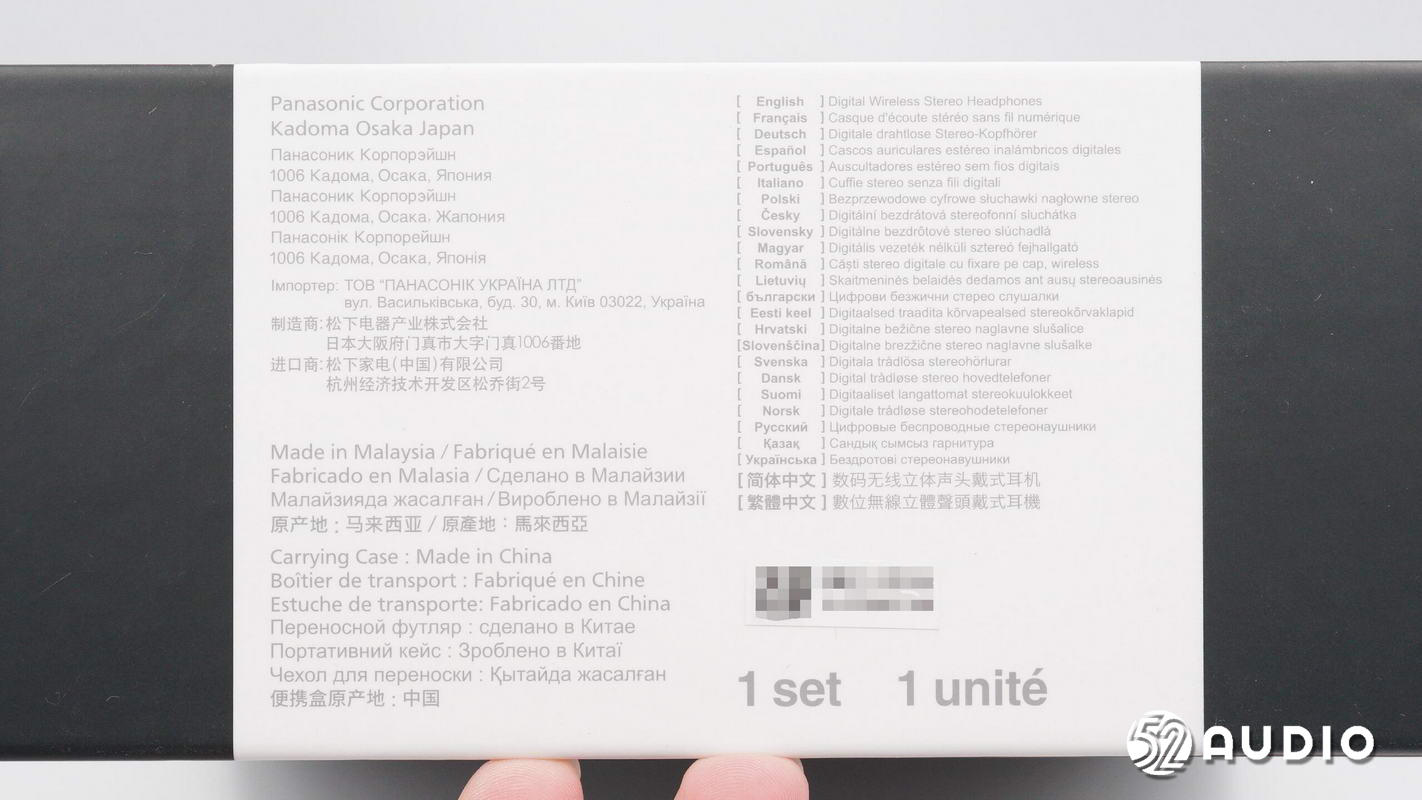 Panasonic Corporation
Kadoma Osaka Japan
Панасоник Корпорэйшн
1006 Кадома, Осака, Япония
Панасоник Корпорэйшн
1006 Кадома, Осака, Жапония
Панасонік Корпорейшн
1006 Кадома, Осака, Японія
Імпортер: ТОВ “ПАНАСОНІК УКРАЇНА ЛТД”
вул. Васильківська, буд. 30, м. Київ 03022, Україна
制造商:松下电器产业株式会社
日本大阪府门真市大字门真1006番地
进口商:松下家电(中国)有限公司
杭州经济技术开发区松乔街2号
Made in Malaysia / Fabriqué en Malaisie
Fabricado en Malasia / Сделано в Малайзии
Малайзияда жасалған / Вироблено в Малайзії
原产地 : 马来西亚 / 原產地 : 馬來西亞
Carrying Case : Made in China
Boîtier de transport : Fabriqué en Chine
Estuche de transporte: Fabricado en China
Переносной футляр : сделано в Китае
Портативний кейс : Зроблено в Китаї
Чехол для переноски : Қытайда жасалған
便携盒原产地 : 中国
[ English ] Digital Wireless Stereo Headphones
[ Français ] Casque d'écoute stéréo sans fil numérique
[ Deutsch ] Digitale drahtlose Stereo-Kopfhörer
[ Español ] Cascos auriculares estéreo inalámbricos digitales
[ Português ] Auscultadores estéreo sem fios digitais
[ Italiano ] Cuffie stereo senza fili digitali
[ Polski ] Bezprzewodowe cyfrowe słuchawki nagłowne stereo
[ Česky ] Digitální bezdrátová stereofonní sluchátka
[ Slovensky ] Digitálne bezdrôtové stereo slúchadlá
[ Magyar ] Digitális vezeték nélküli sztereó fejhallgató
[ Română ] Căști stereo digitale cu fixare pe cap, wireless
[ Lietuvių ] Skaitmeninės belaidės dedamos ant ausų stereoausinės
[ български ] Цифрови безжични стерео слушалки
[ Eesti keel ] Digitaalsed traadita kõrvapealsed stereokõrvaklapid
[ Hrvatski ] Digitalne bežične stereo naglavne slušalice
[Slovenščina] Digitalne brezžične stereo naglavne slušalke
[ Svenska ] Digitala trådlösa stereohörlurar
[ Dansk ] Digital trådløse stereo hovedtelefoner
[ Suomi ] Digitaaliset langattomat stereokuulokkeet
[ Norsk ] Digitale trådløse stereohodetelefoner
[ Русский ] Цифровые беспроводные стереонаушники
[ Қазақ ] Сандық сымсыз гарнитура
[ Українська ] Бездротові стереонавушники
[ 简体中文 ] 数码无线立体声头戴式耳机
[ 繁體中文 ] 數位無線立體聲頭戴式耳機
1 set 1 unité
52 AUDIO